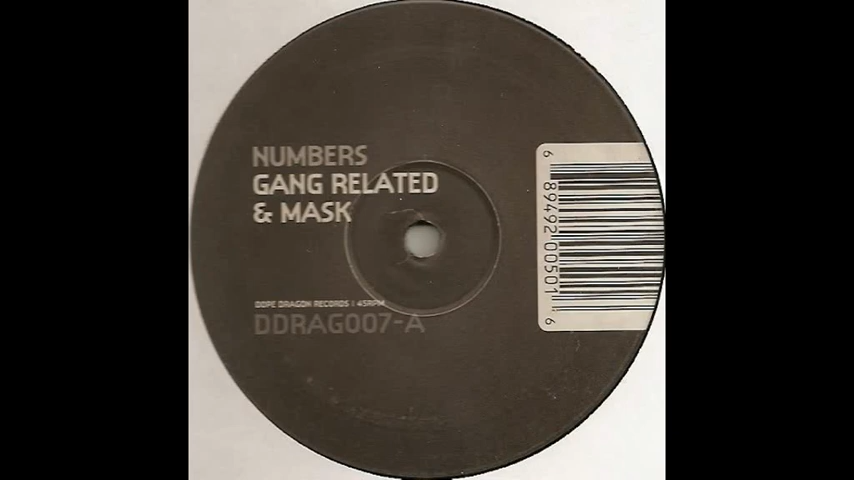 NUMBERS
GANG RELATED
& MASK
DOPE DRAGON RECORDS | 45RPM
DDRAG007-A
6 89492 00501 6